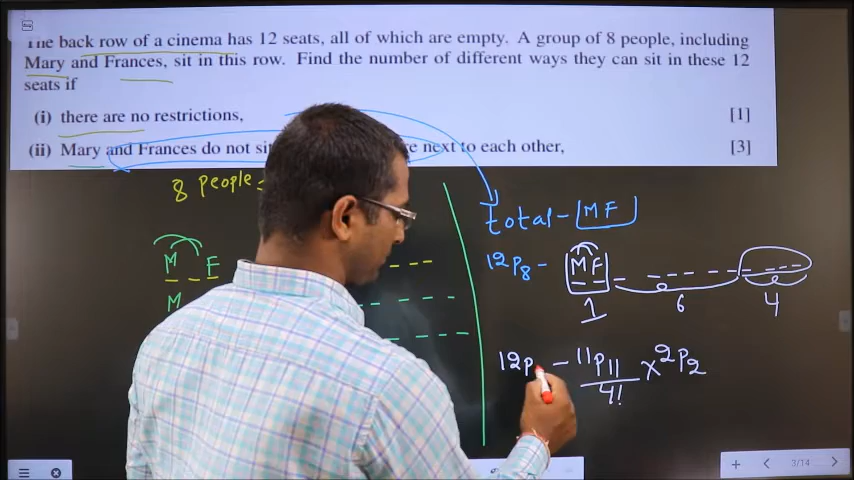 The back row of a cinema has 12 seats, all of which are empty. A group of 8 people, including
Mary and Frances, sit in this row. Find the number of different ways they can sit in these 12
seats if
(i) there are no restrictions, [1]
(ii) Mary and Frances do not sit next to each other, [3]
8 people =
total - MF
12P8 - MF
M F
M
1 6 4
12P - 11P11 / 4! x 2P2
3/14